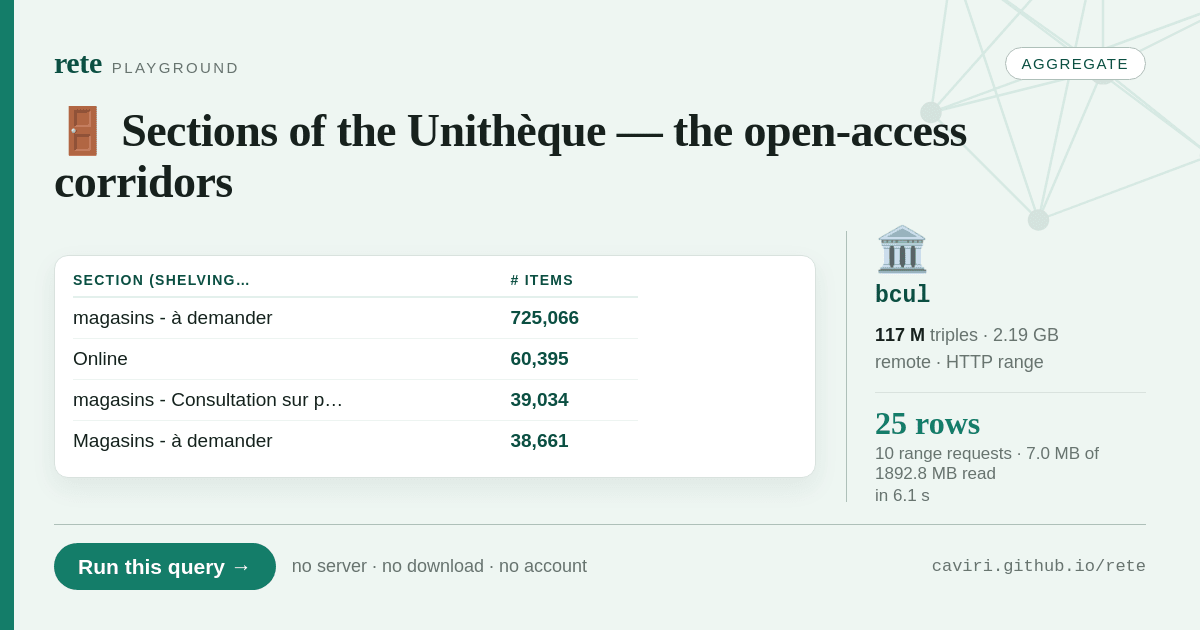 rete PLAYGROUND
AGGREGATE
Sections of the Unithèque — the open-access
corridors
SECTION (SHELVING… # ITEMS
magasins - à demander 725,066
Online 60,395
magasins - Consultation sur p… 39,034
Magasins - à demander 38,661
bcul
117 M triples · 2.19 GB
remote · HTTP range
25 rows
10 range requests · 7.0 MB of
1892.8 MB read
in 6.1 s
Run this query → no server · no download · no account
caviri.github.io/rete